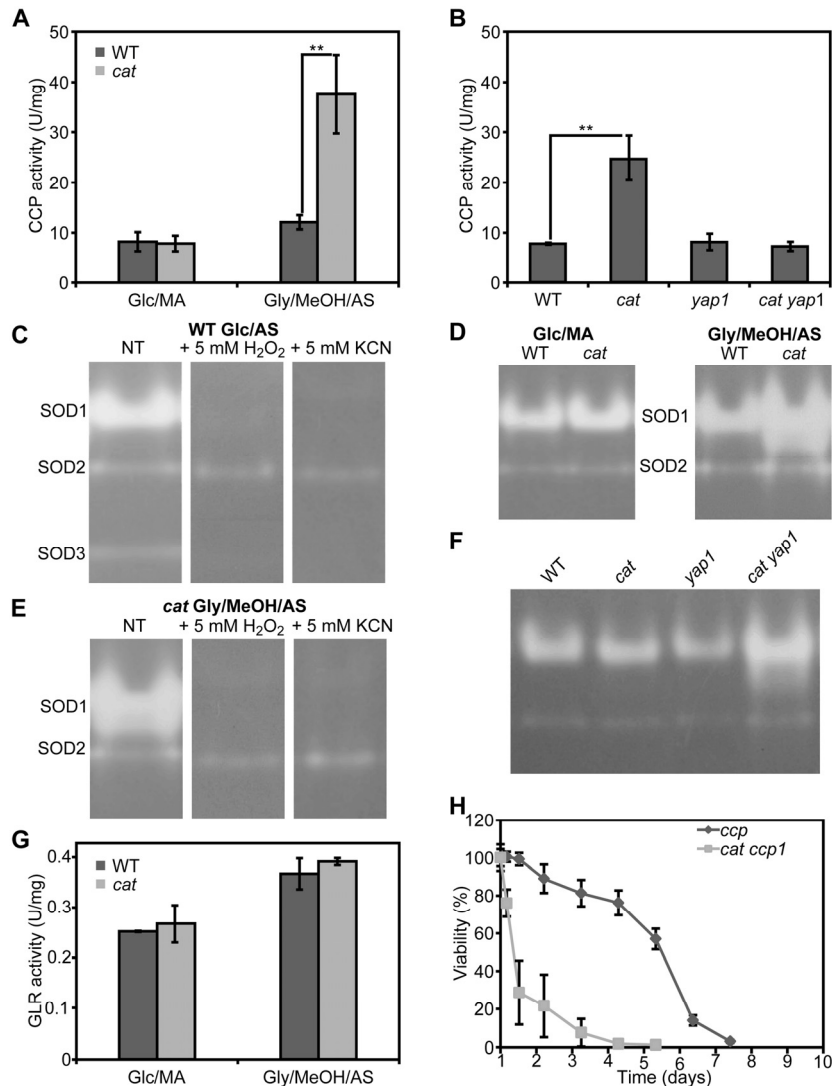 A
50
40
30
20
10
0
CCP activity (U/mg)
WT
cat
**
Glc/MA
Gly/MeOH/AS
B
50
40
30
20
10
0
CCP activity (U/mg)
**
WT
cat
yap1
cat yap1
C
WT Glc/AS
NT
+ 5 mM H₂O₂
+ 5 mM KCN
SOD1
SOD2
SOD3
D
Glc/MA
WT
cat
Gly/MeOH/AS
WT
cat
SOD1
SOD2
E
cat Gly/MeOH/AS
NT
+ 5 mM H₂O₂
+ 5 mM KCN
SOD1
SOD2
F
WT
cat
yap1
cat yap1
G
0.4
0.3
0.2
0.1
0
GLR activity (U/mg)
WT
cat
Glc/MA
Gly/MeOH/AS
H
120
100
80
60
40
20
0
Viability (%)
ccp
cat ccp1
1 2 3 4 5 6 7 8 9 10
Time (days)